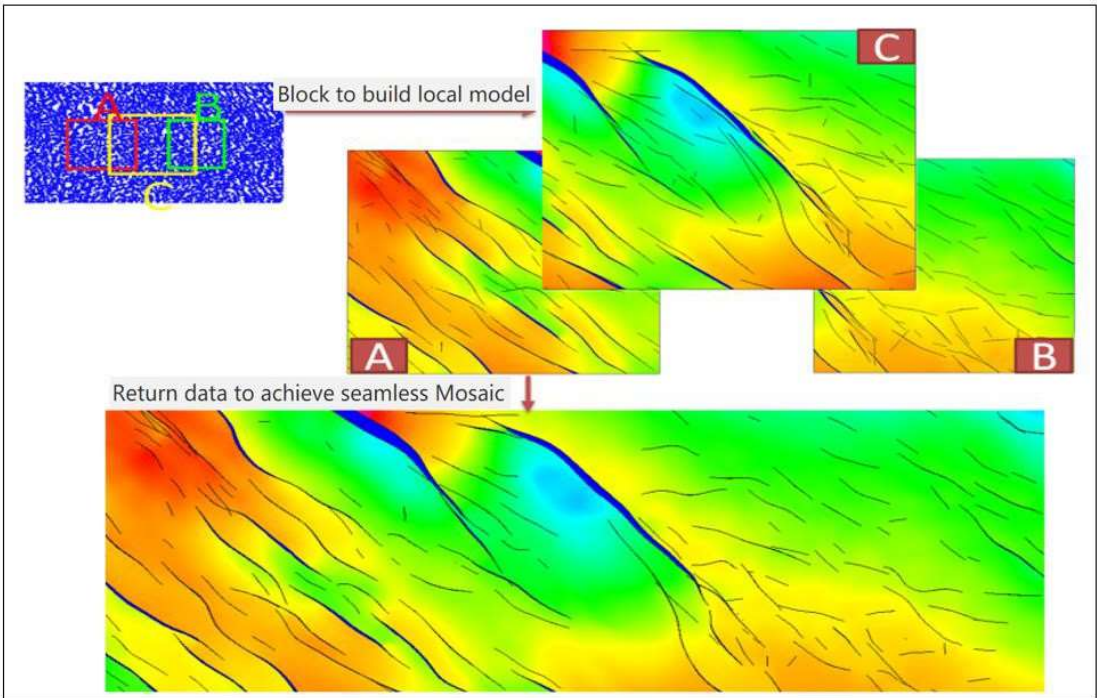 A
B
C
Block to build local model
C
A
B
Return data to achieve seamless Mosaic